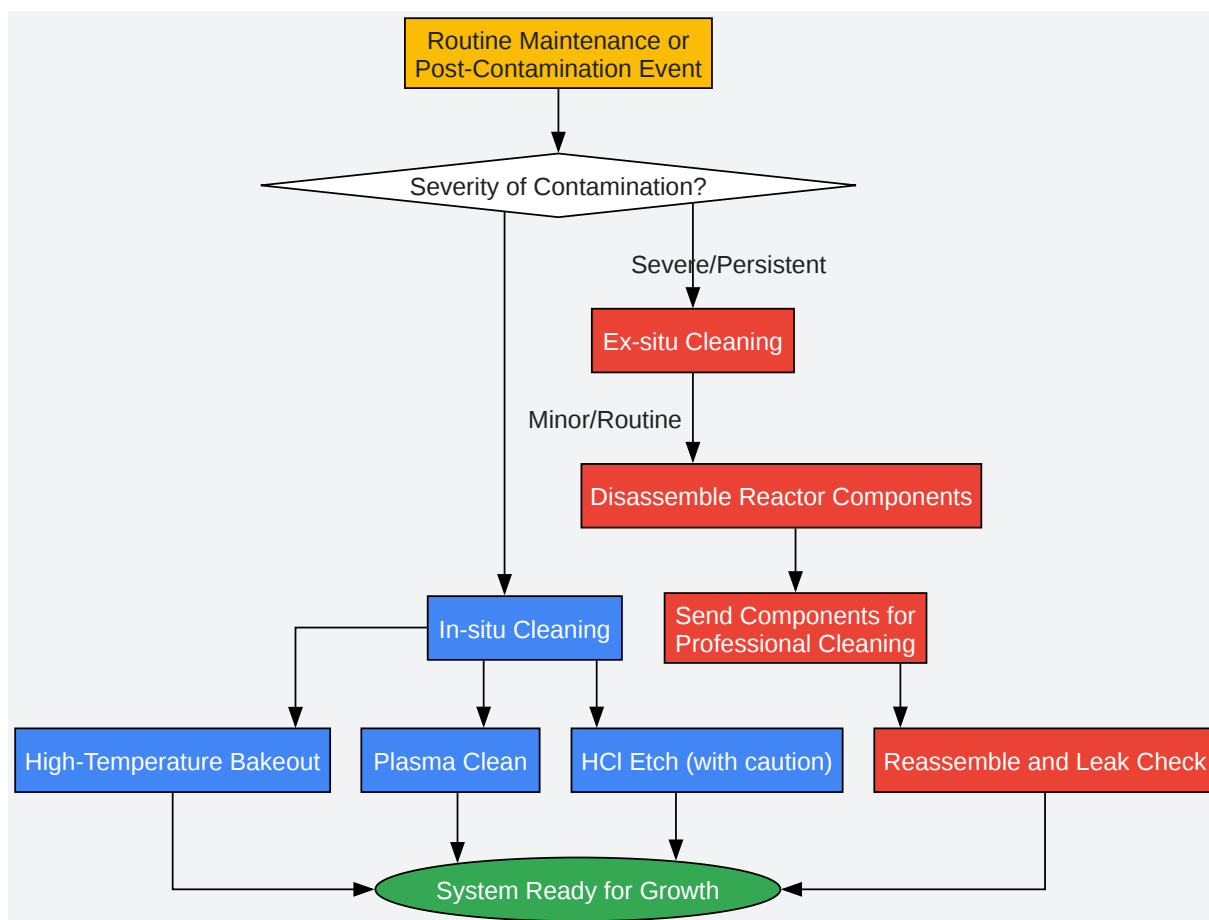 Routine Maintenance or
Post-Contamination Event
Severity of Contamination?
Severe/Persistent
Ex-situ Cleaning
Minor/Routine
Disassemble Reactor Components
Send Components for
Professional Cleaning
In-situ Cleaning
High-Temperature Bakeout
Plasma Clean
HCl Etch (with caution)
Reassemble and Leak Check
System Ready for Growth